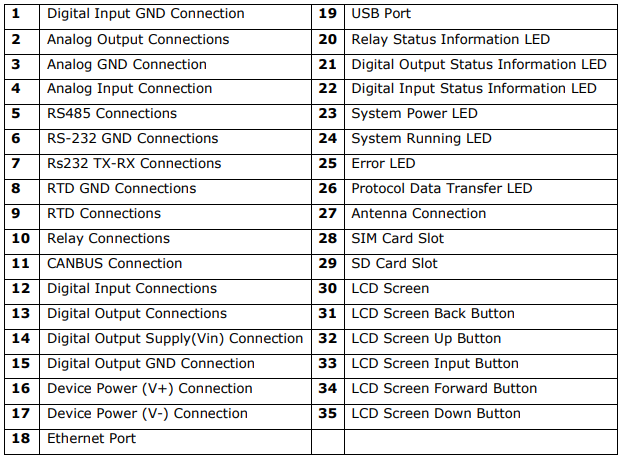 1 Digital Input GND Connection 19 USB Port
2 Analog Output Connections 20 Relay Status Information LED
3 Analog GND Connection 21 Digital Output Status Information LED
4 Analog Input Connection 22 Digital Input Status Information LED
5 RS485 Connections 23 System Power LED
6 RS-232 GND Connections 24 System Running LED
7 Rs232 TX-RX Connections 25 Error LED
8 RTD GND Connections 26 Protocol Data Transfer LED
9 RTD Connections 27 Antenna Connection
10 Relay Connections 28 SIM Card Slot
11 CANBUS Connection 29 SD Card Slot
12 Digital Input Connections 30 LCD Screen
13 Digital Output Connections 31 LCD Screen Back Button
14 Digital Output Supply(Vin) Connection 32 LCD Screen Up Button
15 Digital Output GND Connection 33 LCD Screen Input Button
16 Device Power (V+) Connection 34 LCD Screen Forward Button
17 Device Power (V-) Connection 35 LCD Screen Down Button
18 Ethernet Port